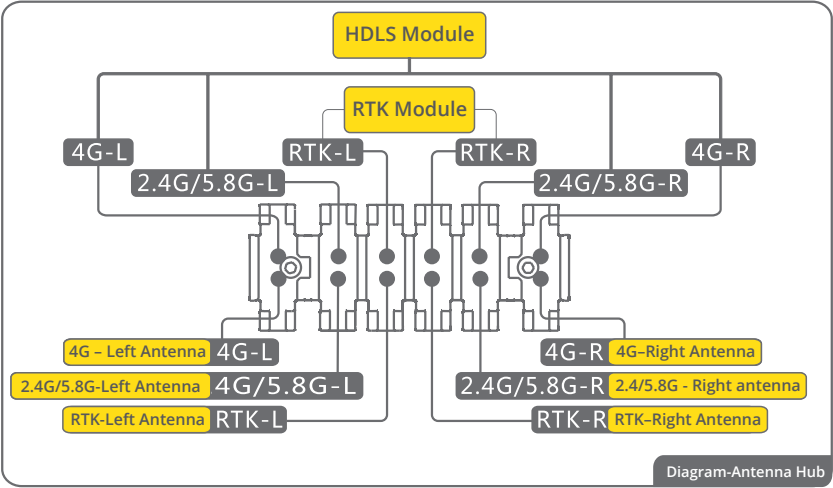 HDLS Module
RTK Module
4G-L RTK-L RTK-R 4G-R
2.4G/5.8G-L 2.4G/5.8G-R
4G – Left Antenna 4G-L 4G-R 4G–Right Antenna
2.4G/5.8G-Left Antenna 4G/5.8G-L 2.4G/5.8G-R 2.4/5.8G - Right antenna
RTK-Left Antenna RTK-L RTK-R RTK–Right Antenna
Diagram-Antenna Hub